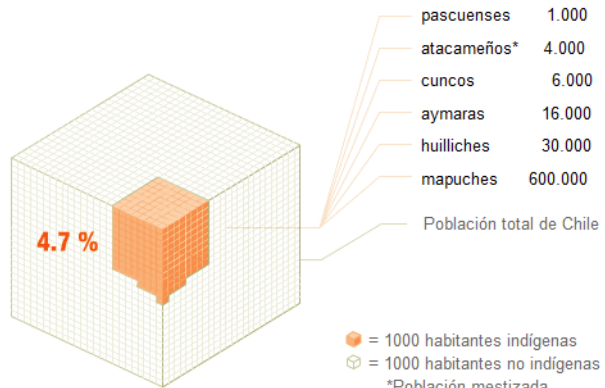 pascuenses 1.000
atacameños* 4.000
cuncos 6.000
aymaras 16.000
huilliches 30.000
mapuches 600.000
Población total de Chile
4.7 %
= 1000 habitantes indígenas
= 1000 habitantes no indígenas
*Población mestizada